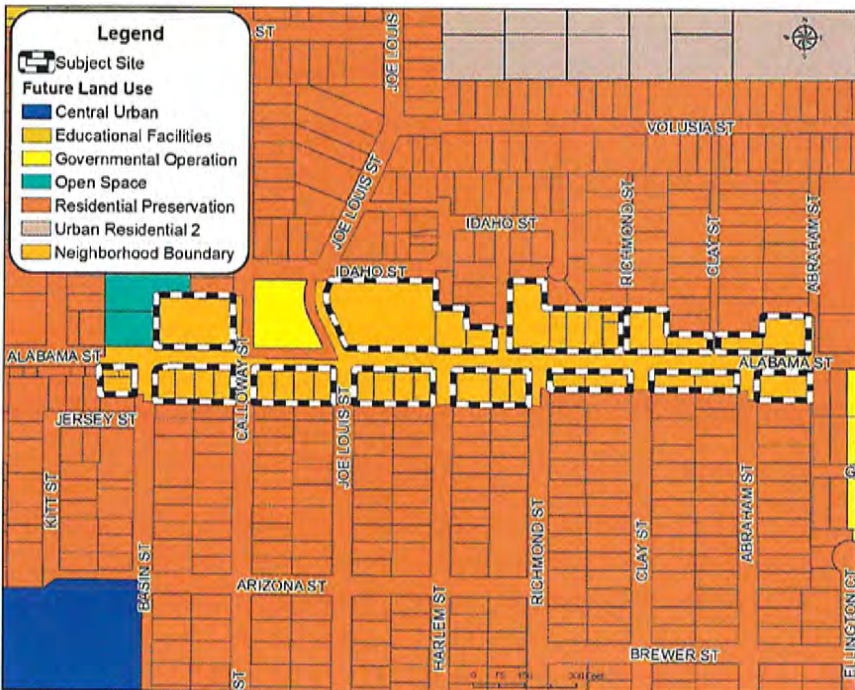 Legend
Subject Site
Future Land Use
Central Urban
Educational Facilities
Governmental Operation
Open Space
Residential Preservation
Urban Residential 2
Neighborhood Boundary
ST
JOE LOUIS
VOLUSIA ST
JOE LOUIS ST
IDAHO ST
RICHMOND ST
CLAY ST
ABRAHAM ST
IDAHO ST
ALABAMA ST
ALABAMA ST
CALLOWAY ST
JERSEY ST
JOE LOUIS ST
KITT ST
BASIN ST
ARIZONA ST
HARLEM ST
RICHMOND ST
CLAY ST
ABRAHAM ST
ELLINGTON CT
BREWER ST
ST